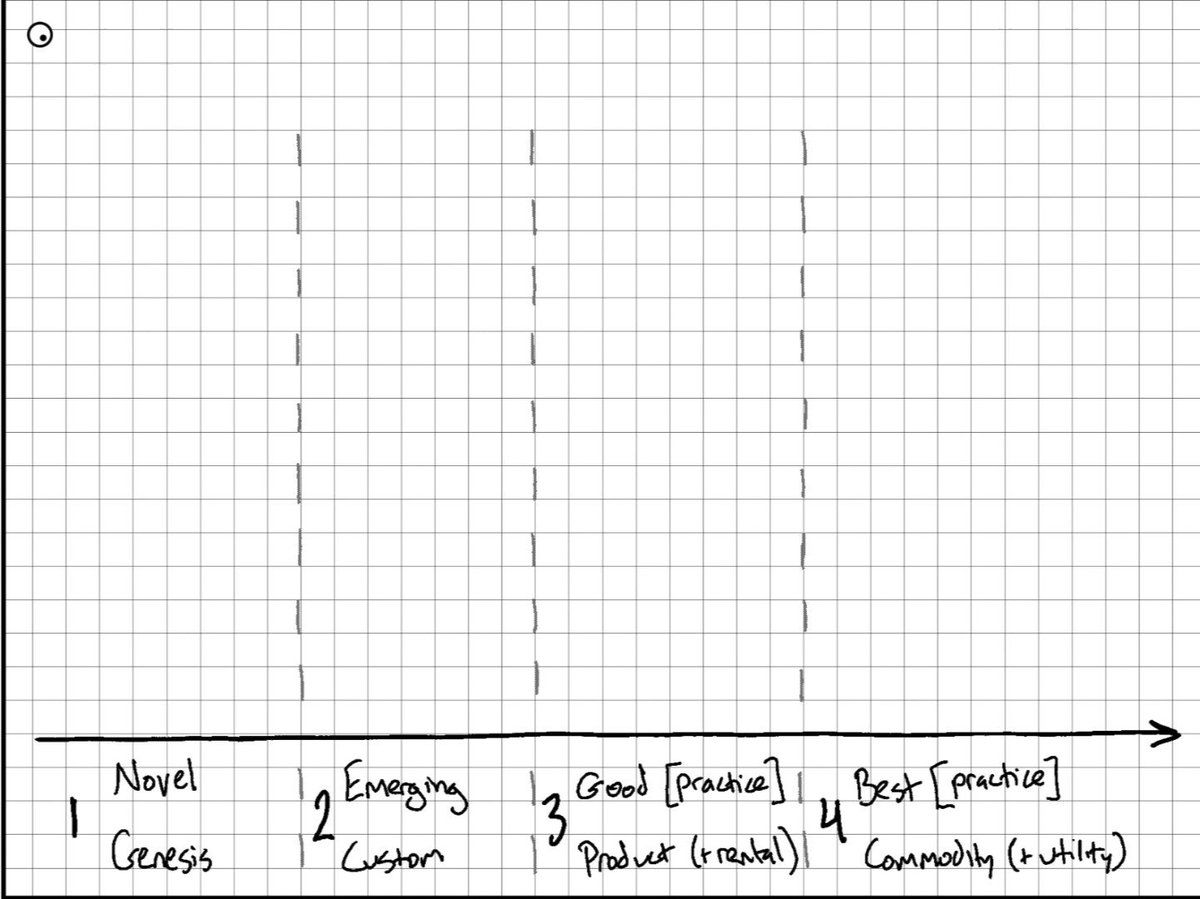 1 Novel
Genesis
2 Emerging
Custom
3 Good [practice]
Product (+ rental)
4 Best [practice]
Commodity (+ utility)